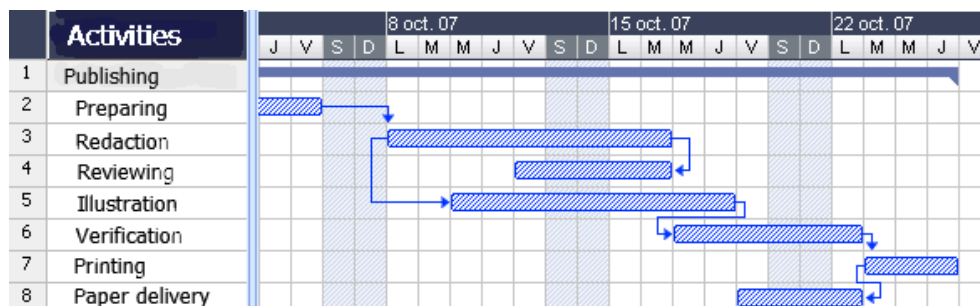 8 oct. 07 15 oct. 07 22 oct. 07
Activities J V S D L M M J V S D L M M J V S D L M M J V
1 Publishing
2 Preparing
3 Redaction
4 Reviewing
5 Illustration
6 Verification
7 Printing
8 Paper delivery